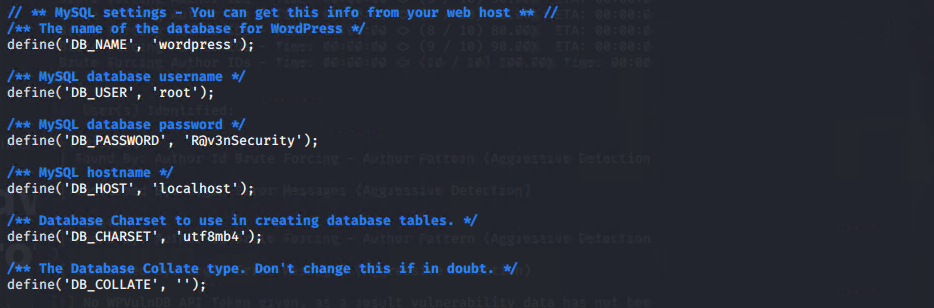 // ** MySQL settings - You can get this info from your web host ** //
/** The name of the database for WordPress */
define('DB_NAME', 'wordpress');
/** MySQL database username */
define('DB_USER', 'root');
/** MySQL database password */
define('DB_PASSWORD', 'R@v3nSecurity');
/** MySQL hostname */
define('DB_HOST', 'localhost');
/** Database Charset to use in creating database tables. */
define('DB_CHARSET', 'utf8mb4');
/** The Database Collate type. Don't change this if in doubt. */
define('DB_COLLATE', '');